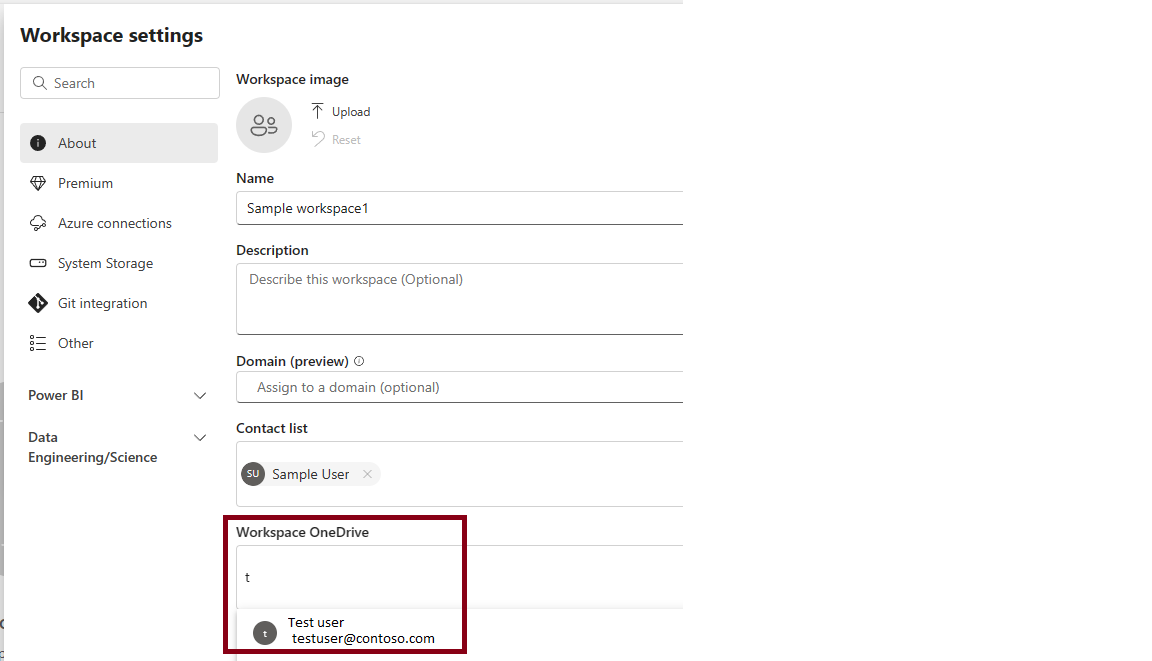 Workspace settings
Search
About
Premium
Azure connections
System Storage
Git integration
Other
Power BI
Data
Engineering/Science
Workspace image
Upload
Reset
Name
Sample workspace1
Description
Describe this workspace (Optional)
Domain (preview)
Assign to a domain (optional)
Contact list
SU Sample User
Workspace OneDrive
t
t Test user
testuser@contoso.com